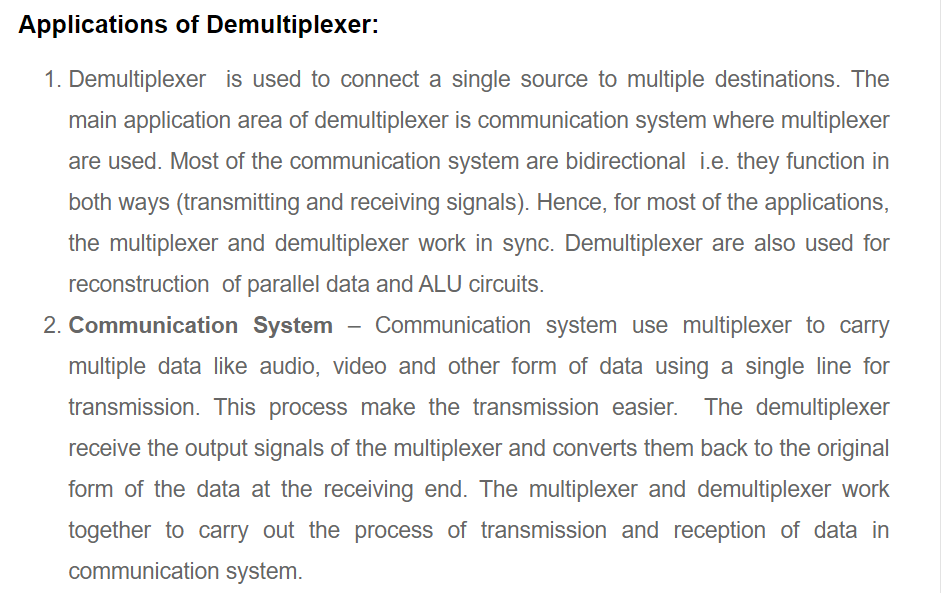 Applications of Demultiplexer:
1. Demultiplexer  is used to connect a single source to multiple destinations. The
main application area of demultiplexer is communication system where multiplexer
are used. Most of the communication system are bidirectional  i.e. they function in
both ways (transmitting and receiving signals). Hence, for most of the applications,
the multiplexer and demultiplexer work in sync. Demultiplexer are also used for
reconstruction  of parallel data and ALU circuits.
2. Communication System – Communication system use multiplexer to carry
multiple data like audio, video and other form of data using a single line for
transmission. This process make the transmission easier.  The demultiplexer
receive the output signals of the multiplexer and converts them back to the original
form of the data at the receiving end. The multiplexer and demultiplexer work
together to carry out the process of transmission and reception of data in
communication system.